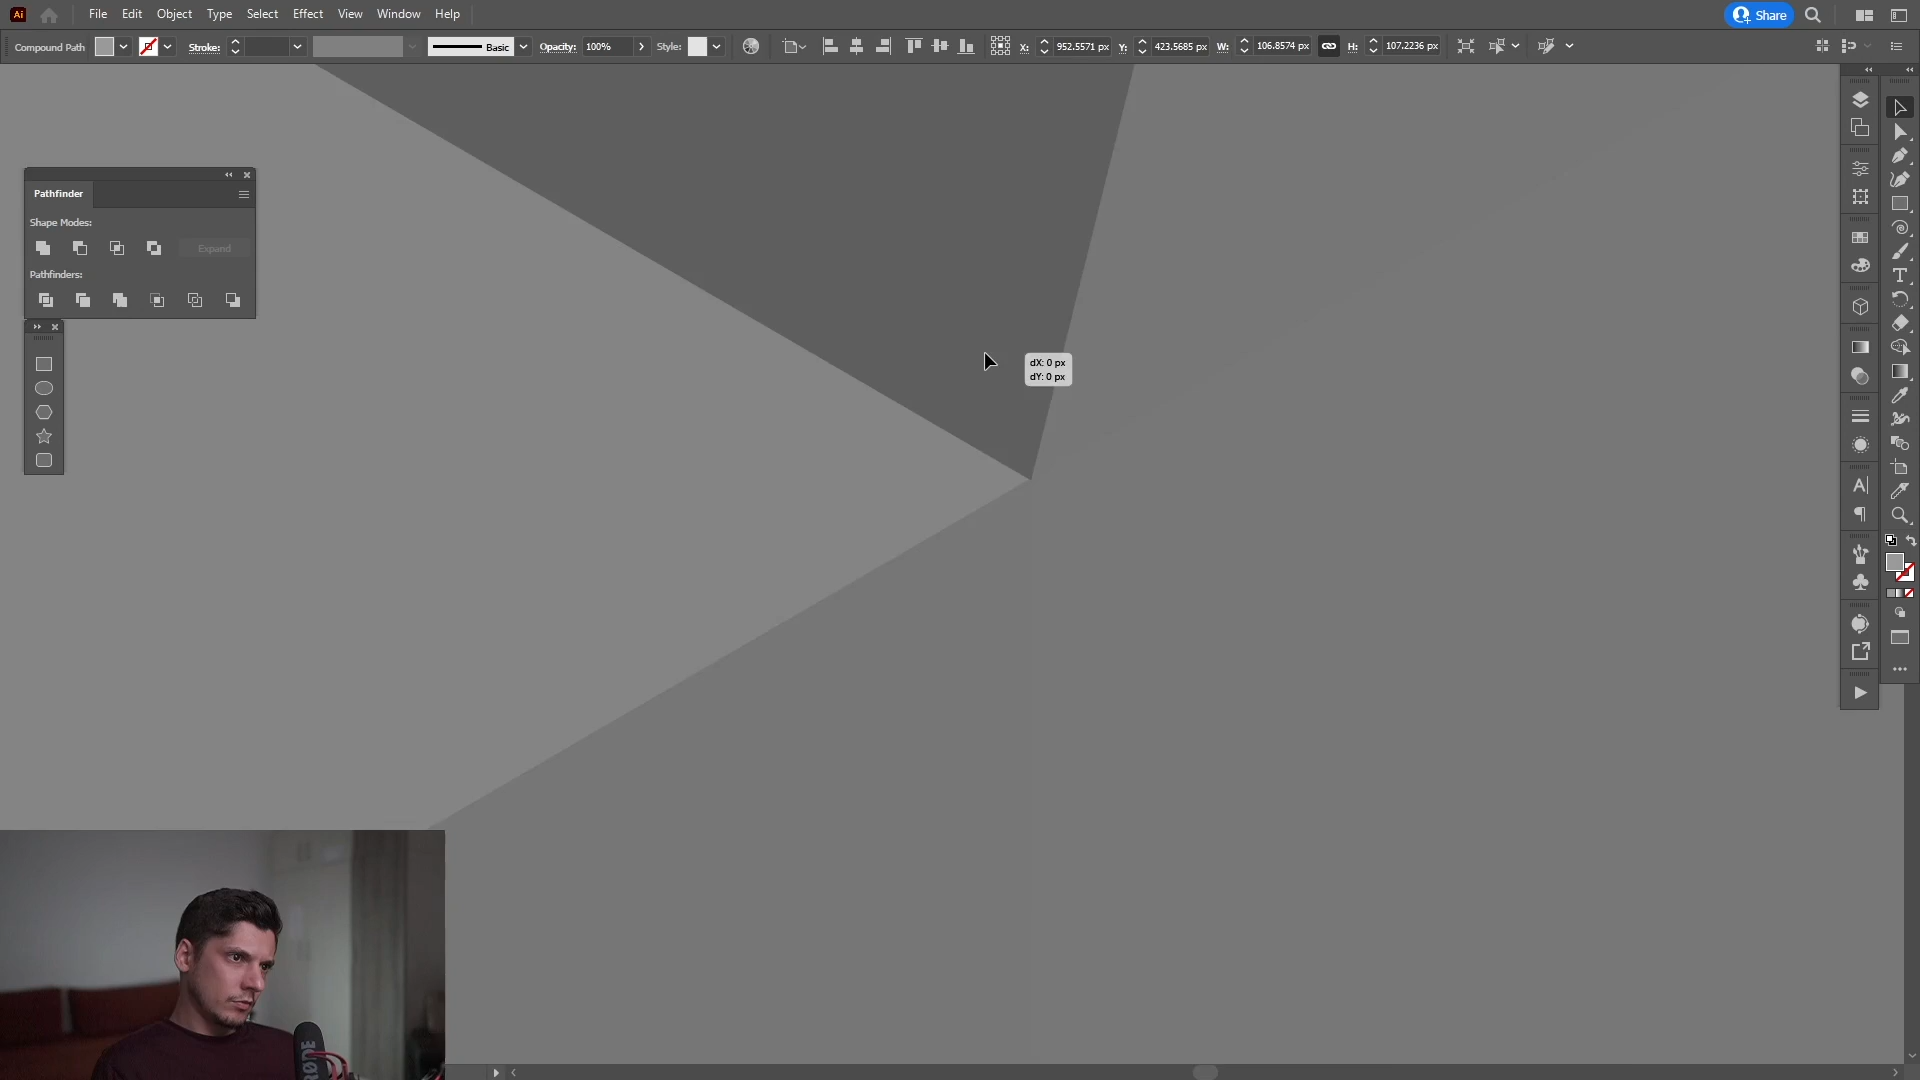 Ai File Edit Object Type Select Effect View Window Help Share
Compound Path Stroke: Basic Opacity: 100% Style: X: 952.5571 px Y: 423.5685 px W: 106.8574 px H: 107.2236 px
Pathfinder
Shape Modes:
Expand
Pathfinders:
dX: 0 px
dY: 0 px
RØDE